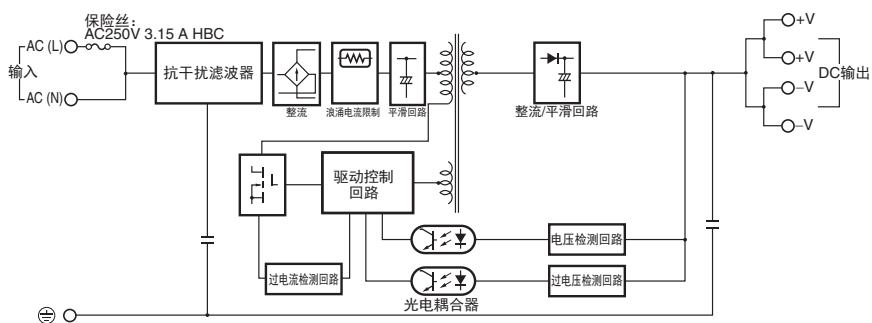 保险丝：
AC250V 3.15 A HBC
AC (L)
输入
AC (N)
抗干扰滤波器
整流
浪涌电流限制
平滑回路
整流/平滑回路
+V
+V
DC输出
–V
–V
驱动控制
回路
过电流检测回路
电压检测回路
过电压检测回路
光电耦合器